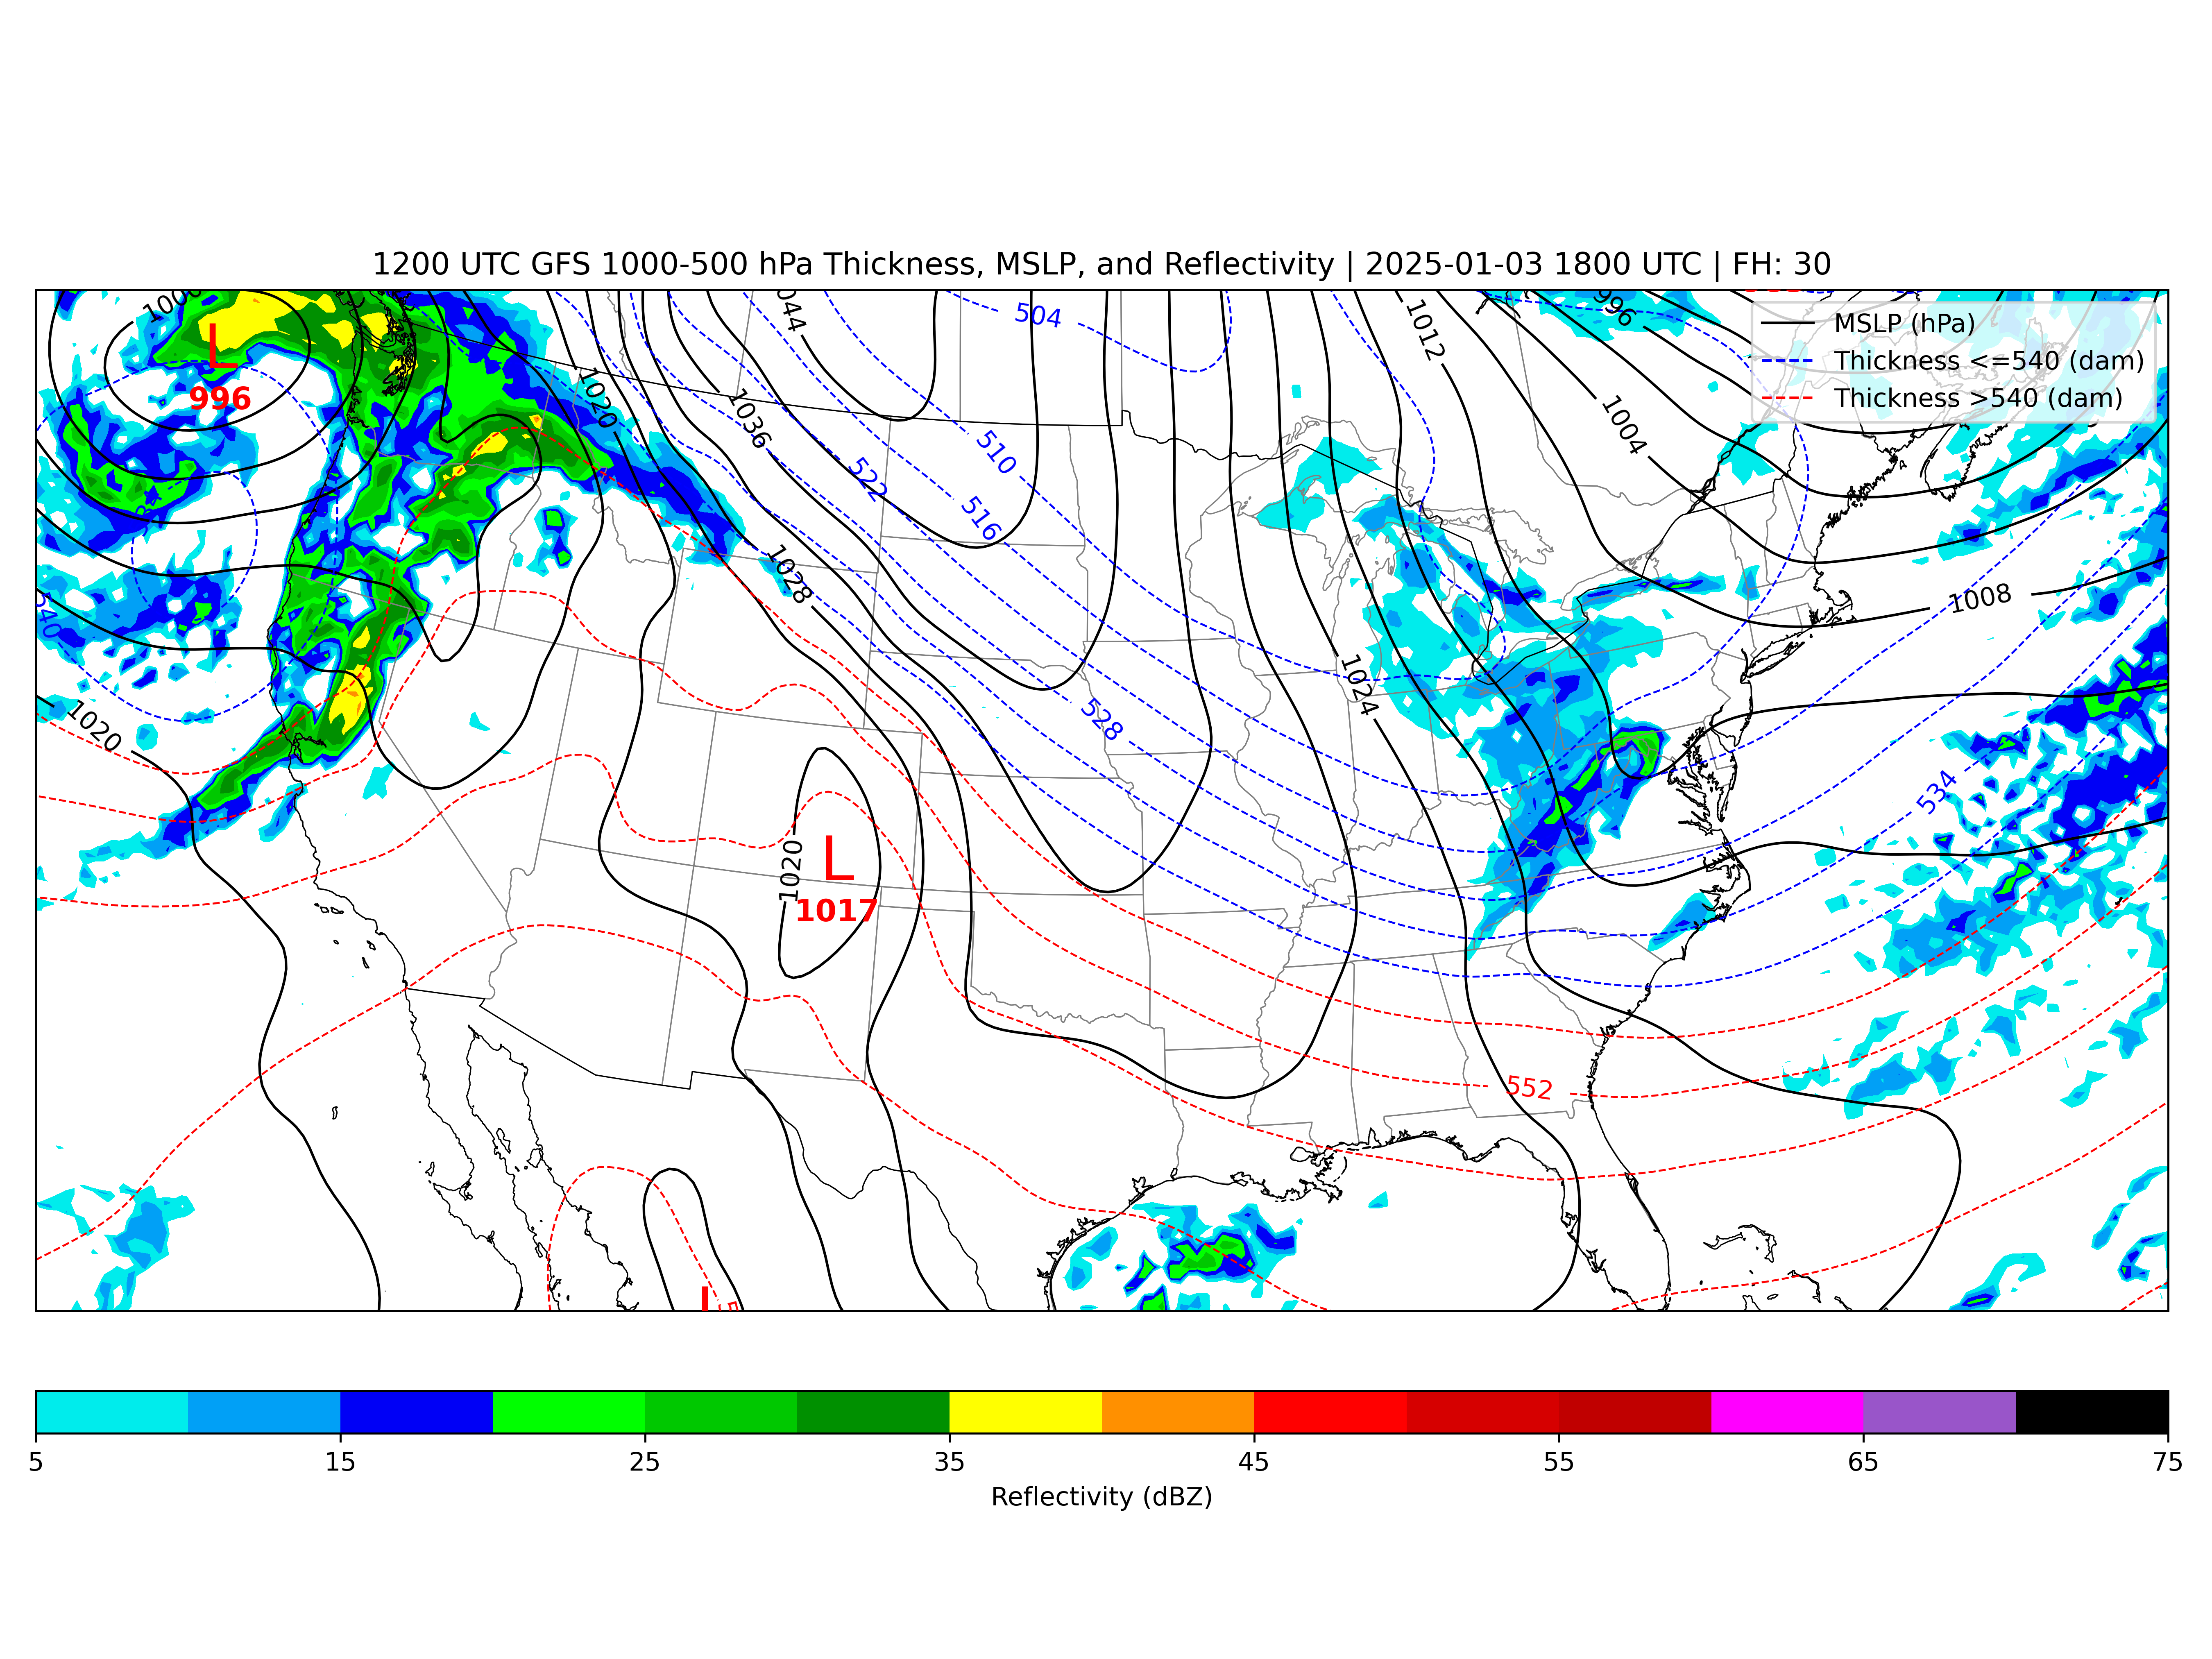 1200 UTC GFS 1000-500 hPa Thickness, MSLP, and Reflectivity | 2025-01-03 1800 UTC | FH: 30
MSLP (hPa)
Thickness <=540 (dam)
Thickness >540 (dam)
504
996
1012
L
996
1020
1036
1004
510
522
516
1028
1008
540
1020
1024
528
534
1020
L
1017
552
L
5 15 25 35 45 55 65 75
Reflectivity (dBZ)